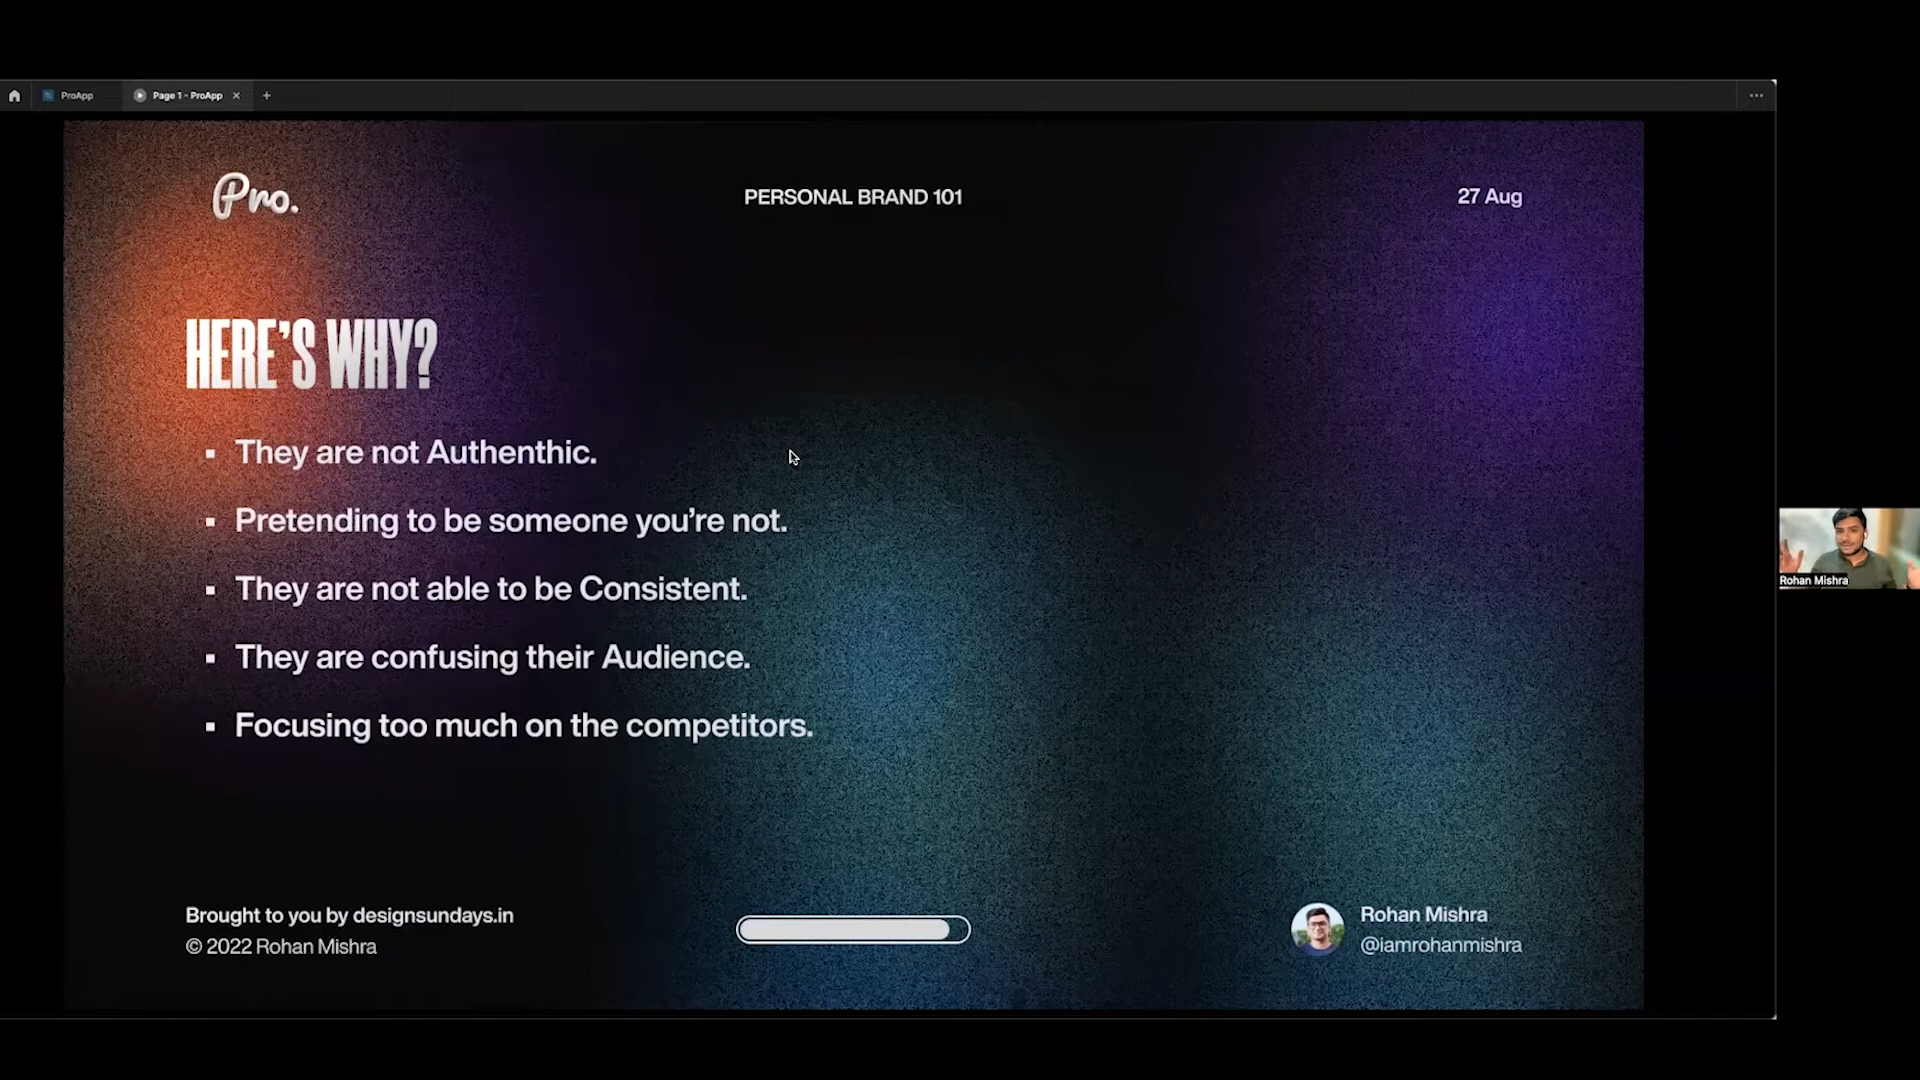 ProApp
Page 1 - ProApp
Pro.
PERSONAL BRAND 101
27 Aug
HERE'S WHY?
▪ They are not Authenthic.
▪ Pretending to be someone you're not.
▪ They are not able to be Consistent.
▪ They are confusing their Audience.
▪ Focusing too much on the competitors.
Rohan Mishra
Brought to you by designsundays.in
© 2022 Rohan Mishra
Rohan Mishra
@iamrohanmishra